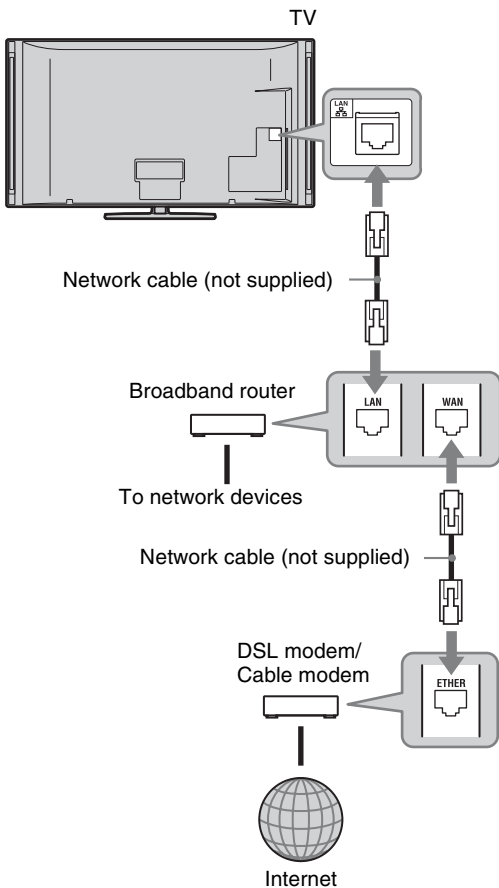 TV
LAN
Network cable (not supplied)
Broadband router
LAN
WAN
To network devices
Network cable (not supplied)
DSL modem/
Cable modem
ETHER
Internet